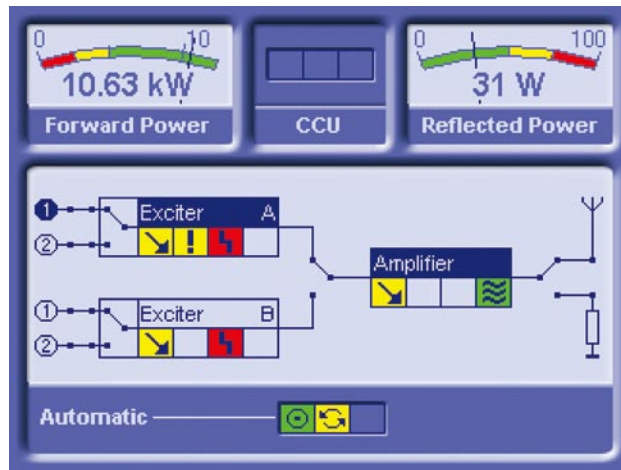 0 10
10.63 kW
Forward Power
CCU
0 100
31 W
Reflected Power
1
Exciter A
!
2
Amplifier
1
Exciter B
2
Automatic